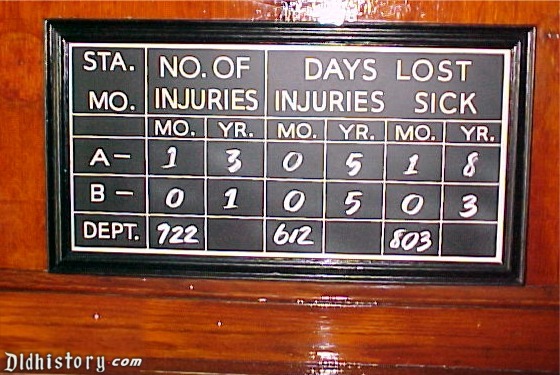 STA. NO. OF DAYS LOST
MO. INJURIES INJURIES SICK
MO. YR. MO. YR. MO. YR.
A- 1 3 0 5 1 8
B- 0 1 0 5 0 3
DEPT. 922 612 803
Oldhistory.com